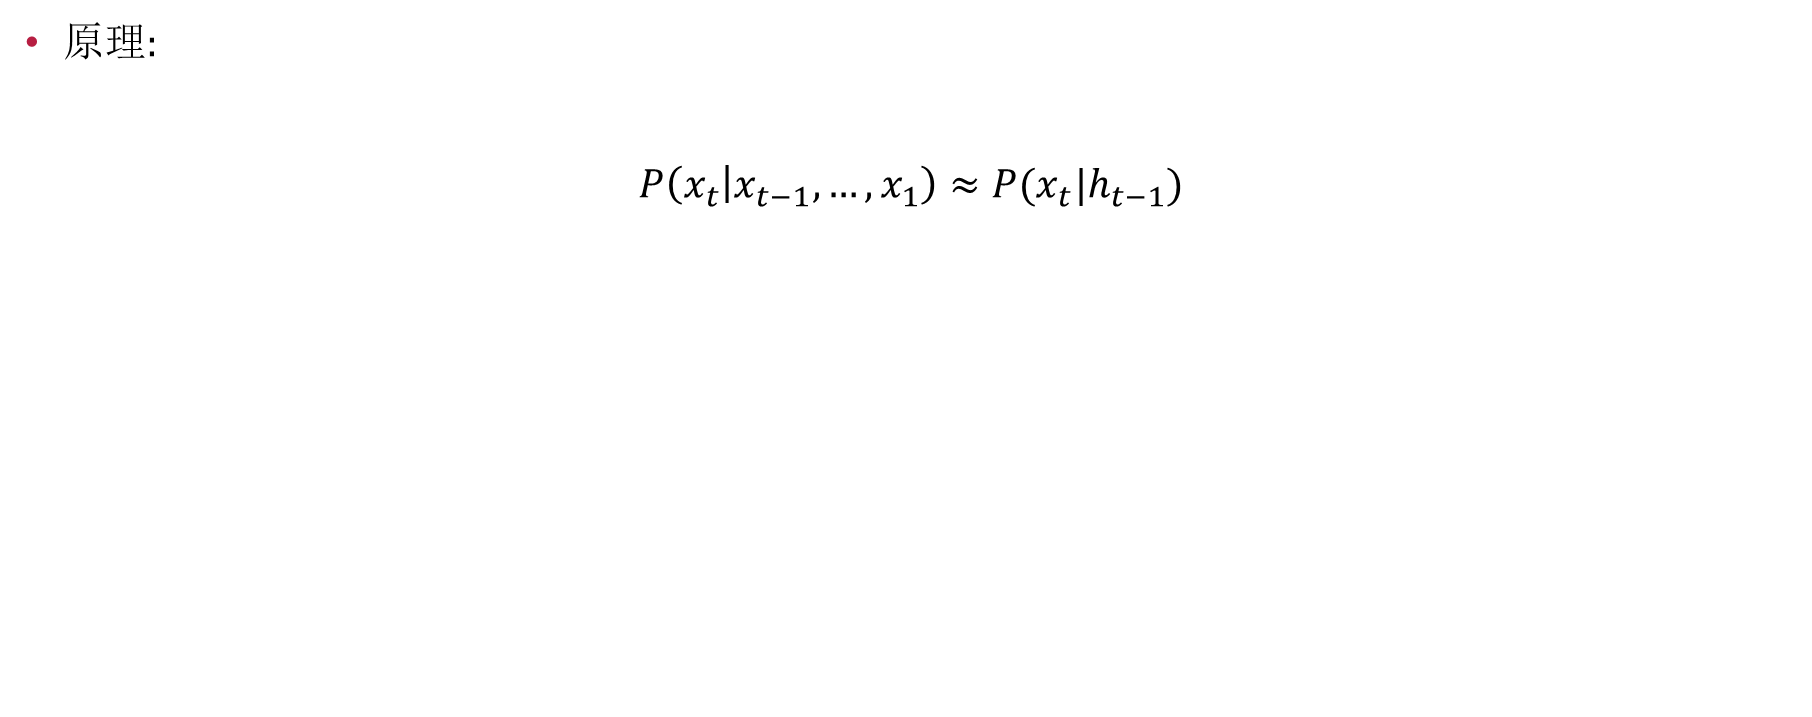 • 原理:
P(x_t|x_{t−1}, … , x_1) ≈ P(x_t|h_{t−1})